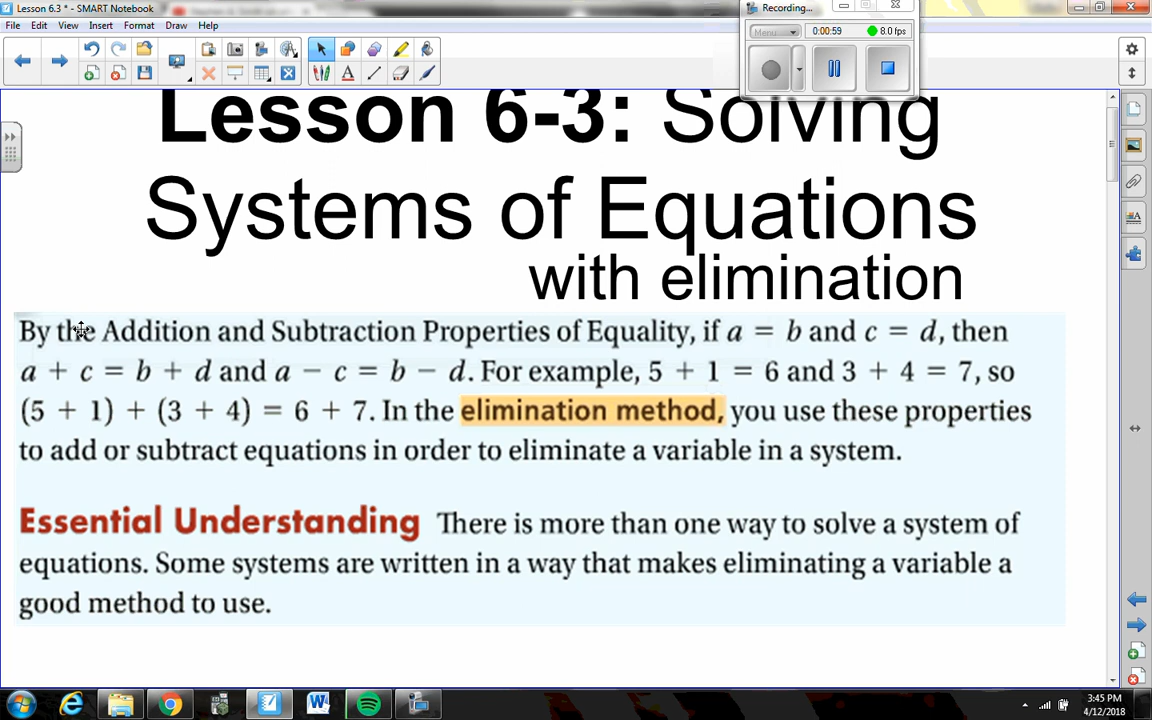 Lesson 6.3 * - SMART Notebook
Recording...
File Edit View Insert Format Draw Help
Menu 0:00:59 8.0 fps
Lesson 6-3: Solving
Systems of Equations
with elimination
By the Addition and Subtraction Properties of Equality, if a = b and c = d, then
a + c = b + d and a − c = b − d. For example, 5 + 1 = 6 and 3 + 4 = 7, so
(5 + 1) + (3 + 4) = 6 + 7. In the elimination method, you use these properties
to add or subtract equations in order to eliminate a variable in a system.
Essential Understanding There is more than one way to solve a system of
equations. Some systems are written in a way that makes eliminating a variable a
good method to use.
3:45 PM
4/12/2018